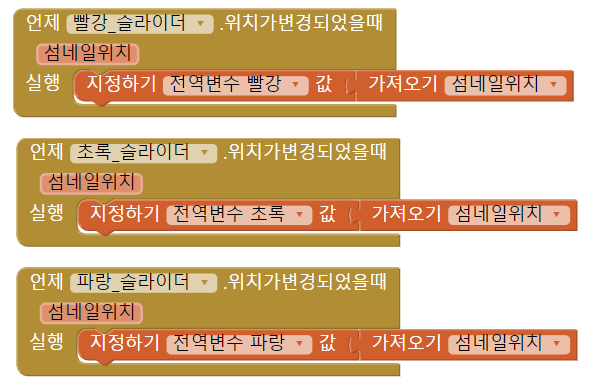 언제 빨강_슬라이더 .위치가변경되었을때
섬네일위치
실행 지정하기 전역변수 빨강 값 가져오기 섬네일위치
언제 초록_슬라이더 .위치가변경되었을때
섬네일위치
실행 지정하기 전역변수 초록 값 가져오기 섬네일위치
언제 파랑_슬라이더 .위치가변경되었을때
섬네일위치
실행 지정하기 전역변수 파랑 값 가져오기 섬네일위치